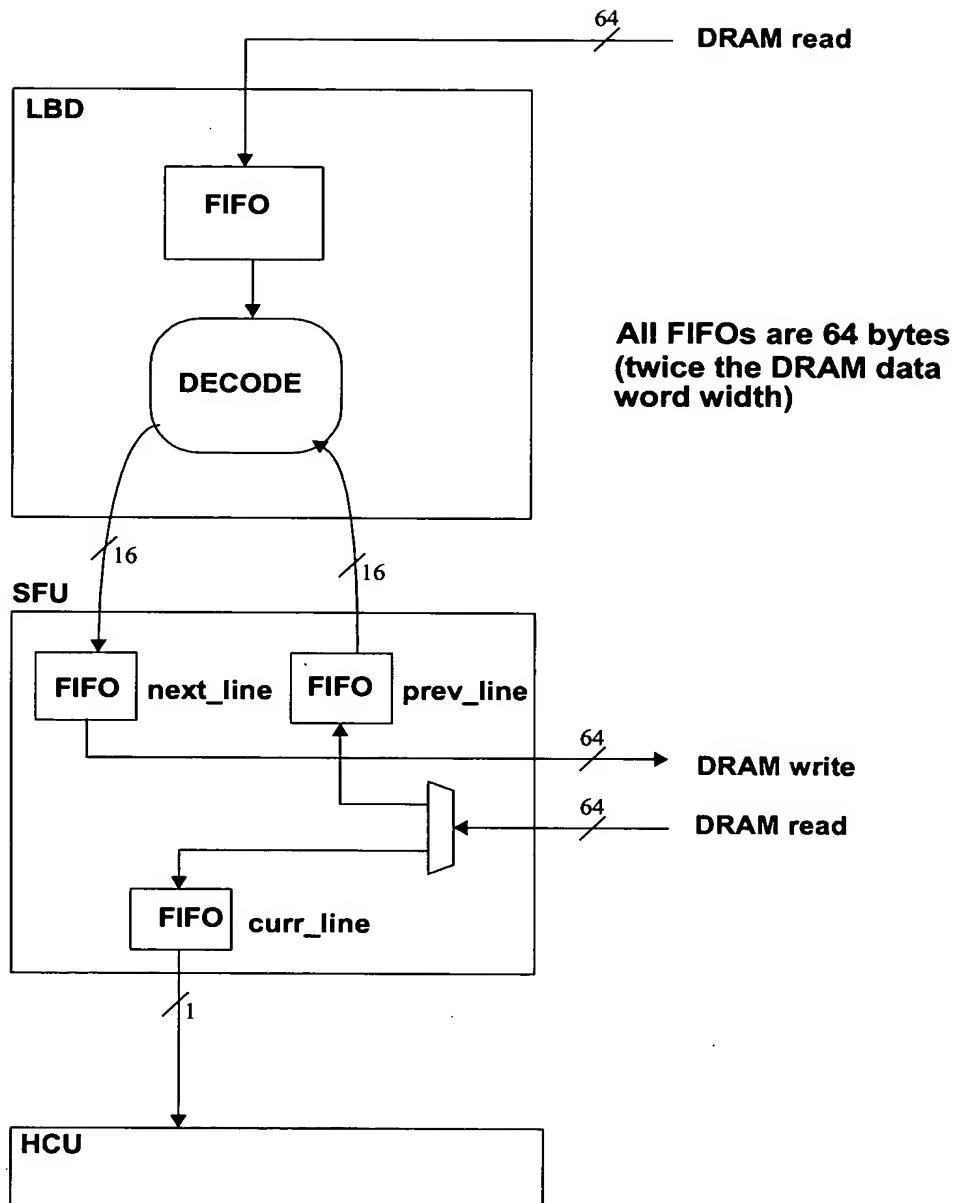 64
DRAM read
LBD
FIFO
DECODE
All FIFOs are 64 bytes
(twice the DRAM data
word width)
16
16
SFU
FIFO
next_line
FIFO
prev_line
64
DRAM write
64
DRAM read
FIFO
curr_line
1
HCU